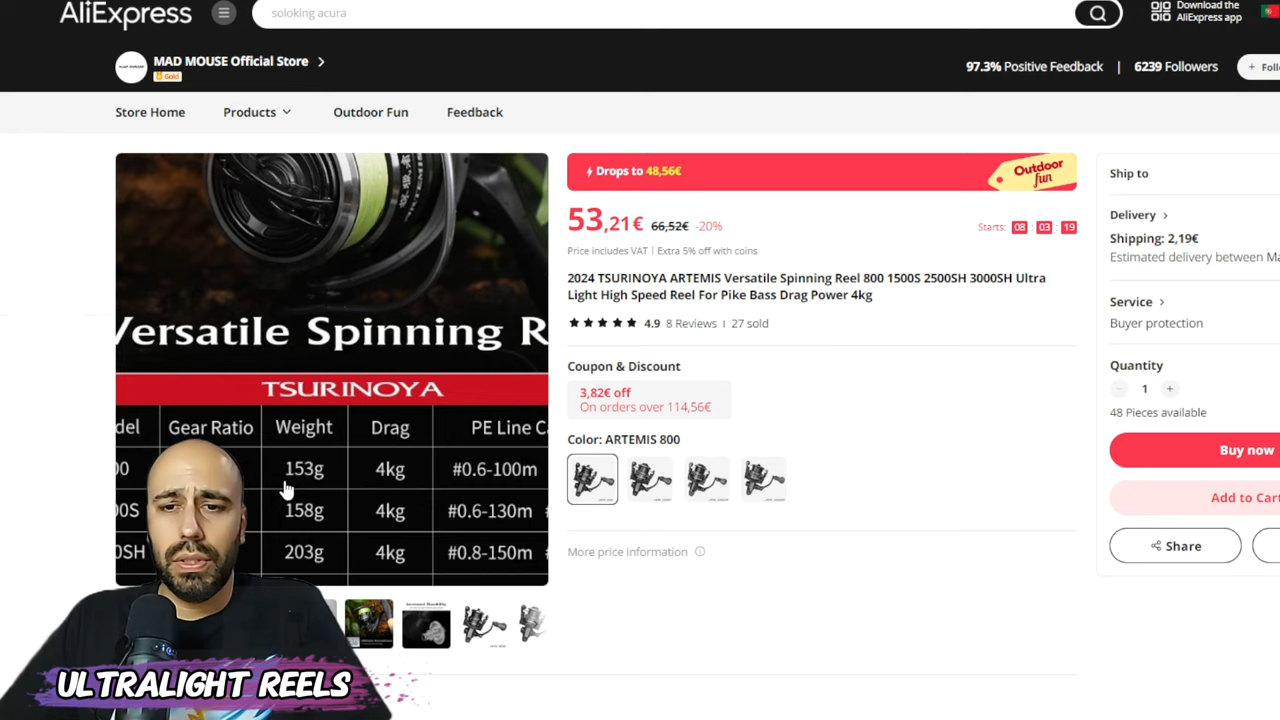 AliExpress
soloking acura
Download the
AliExpress app
MAD MOUSE Official Store
Gold
97.3% Positive Feedback | 6239 Followers
+ Foll
Store Home
Products
Outdoor Fun
Feedback
Versatile Spinning R
TSURINOYA
del Gear Ratio Weight Drag PE Line Ca
00 153g 4kg #0.6-100m
00S 158g 4kg #0.6-130m
0SH 203g 4kg #0.8-150m
Drops to 48,56€
Outdoor
fun
53,21€ 66,52€ -20%
Starts: 08 : 03 : 19
Price includes VAT | Extra 5% off with coins
2024 TSURINOYA ARTEMIS Versatile Spinning Reel 800 1500S 2500SH 3000SH Ultra
Light High Speed Reel For Pike Bass Drag Power 4kg
4.9 8 Reviews | 27 sold
Coupon & Discount
3,82€ off
On orders over 114,56€
Color: ARTEMIS 800
More price information
Ship to
Delivery
Shipping: 2,19€
Estimated delivery between Ma
Service
Buyer protection
Quantity
- 1 +
48 Pieces available
Buy now
Add to Cart
Share
ULTRALIGHT REELS